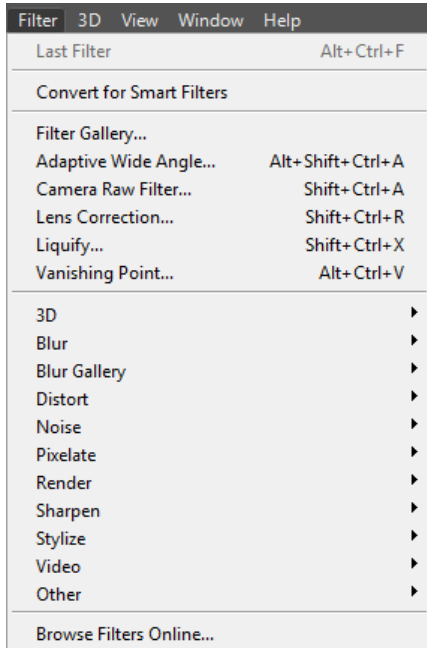 Filter 3D View Window Help
Last Filter Alt+Ctrl+F
Convert for Smart Filters
Filter Gallery...
Adaptive Wide Angle... Alt+Shift+Ctrl+A
Camera Raw Filter... Shift+Ctrl+A
Lens Correction... Shift+Ctrl+R
Liquify... Shift+Ctrl+X
Vanishing Point... Alt+Ctrl+V
3D
Blur
Blur Gallery
Distort
Noise
Pixelate
Render
Sharpen
Stylize
Video
Other
Browse Filters Online...